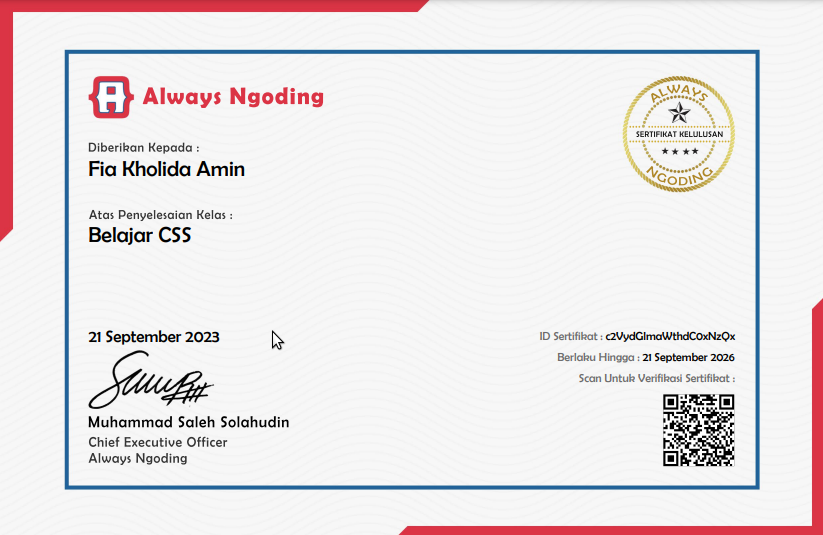 Always Ngoding
ALWAYS
SERTIFIKAT KELULUSAN
NGODING
Diberikan Kepada :
Fia Kholida Amin
Atas Penyelesaian Kelas :
Belajar CSS
21 September 2023
Muhammad Saleh Solahudin
Chief Executive Officer
Always Ngoding
ID Sertifikat : c2VydGlmaWthdC0xNzQx
Berlaku Hingga : 21 September 2026
Scan Untuk Verifikasi Sertifikat :